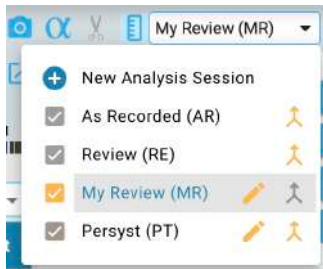 α
My Review (MR)
New Analysis Session
As Recorded (AR)
Review (RE)
My Review (MR)
Persyst (PT)